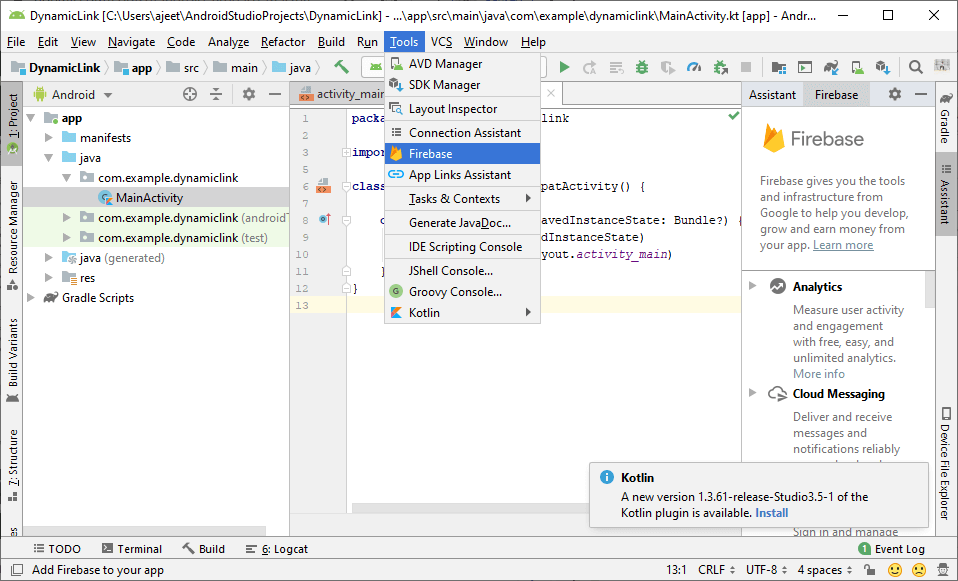 DynamicLink [C:\Users\ajeet\AndroidStudioProjects\DynamicLink] - ...\app\src\main\java\com\example\dynamiclink\MainActivity.kt [app] - Andr...
File Edit View Navigate Code Analyze Refactor Build Run Tools VCS Window Help
DynamicLink app src main java
1: Project
Resource Manager
Build Variants
7: Structure
Android
app
manifests
java
com.example.dynamiclink
MainActivity
com.example.dynamiclink (android
com.example.dynamiclink (test)
java (generated)
res
Gradle Scripts
activity_main
1 packa
link
2
3 impor
5
6 class
patActivity() {
7
8 o
avedInstanceState: Bundle?) {
9
edInstanceState)
10
yout.activity_main)
11 }
12 }
13
AVD Manager
SDK Manager
Layout Inspector
Connection Assistant
Firebase
App Links Assistant
Tasks & Contexts
Generate JavaDoc...
IDE Scripting Console
JShell Console...
G Groovy Console...
Kotlin
Assistant Firebase
Firebase
Firebase gives you the tools
and infrastructure from
Google to help you develop,
grow and earn money from
your app. Learn more
Analytics
Measure user activity
and engagement
with free, easy, and
unlimited analytics.
More info
Cloud Messaging
Deliver and receive
messages and
notifications reliably
Sign in and manage
Gradle
Assistant
Device File Explorer
Kotlin
A new version 1.3.61-release-Studio3.5-1 of the
Kotlin plugin is available. Install
TODO Terminal Build 6: Logcat 1 Event Log
Add Firebase to your app 13:1 CRLF UTF-8 4 spaces